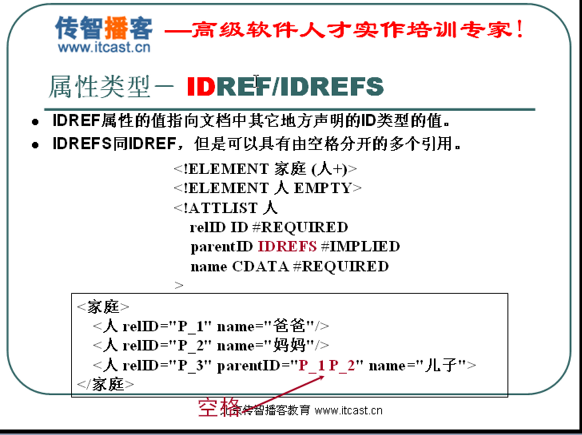 传智播客 —高级软件人才实作培训专家!
www.itcast.cn
属性类型－ IDREF/IDREFS
● IDREF属性的值指向文档中其它地方声明的ID类型的值。
● IDREFS同IDREF，但是可以具有由空格分开的多个引用。
<!ELEMENT 家庭 (人+)>
<!ELEMENT 人 EMPTY>
<!ATTLIST 人
relID ID #REQUIRED
parentID IDREFS #IMPLIED
name CDATA #REQUIRED
>
<家庭>
<人 relID="P_1" name="爸爸"/>
<人 relID="P_2" name="妈妈"/>
<人 relID="P_3" parentID="P_1 P_2" name="儿子">
</家庭>
空格
北京传智播客教育 www.itcast.cn